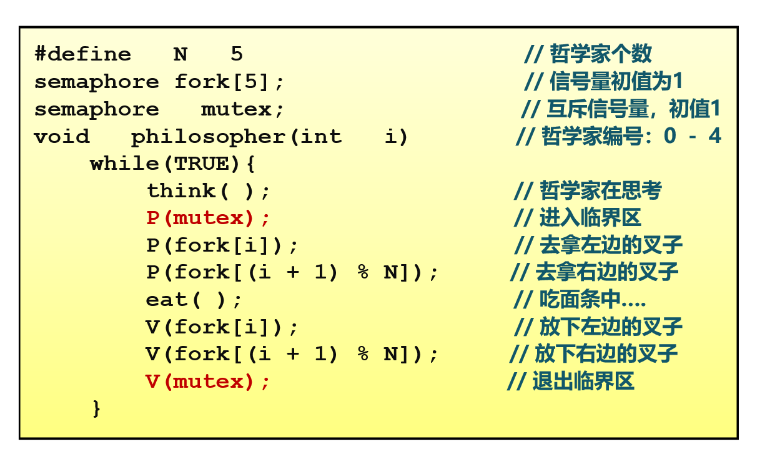 #define N 5 // 哲学家个数
semaphore fork[5]; // 信号量初值为1
semaphore mutex; // 互斥信号量，初值1
void philosopher(int i) // 哲学家编号：0 - 4
while(TRUE){
think( ); // 哲学家在思考
P(mutex); // 进入临界区
P(fork[i]); // 去拿左边的叉子
P(fork[(i + 1) % N]); // 去拿右边的叉子
eat( ); // 吃面条中....
V(fork[i]); // 放下左边的叉子
V(fork[(i + 1) % N]); // 放下右边的叉子
V(mutex); // 退出临界区
}